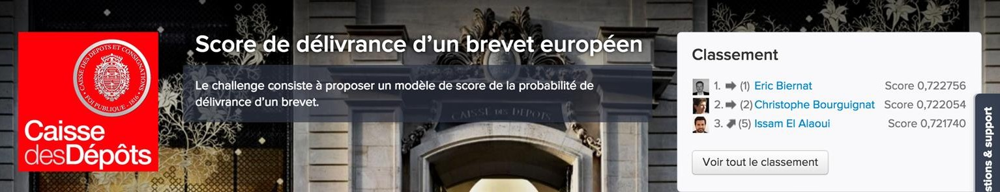 CAISSE DES DEPOTS ET CONSIGNATIONS
• FOI PUBLIQUE - 1816 •
Caisse
desDépôts
Score de délivrance d'un brevet européen
Le challenge consiste à proposer un modèle de score de la probabilité de
délivrance d'un brevet.
CAISSE DES DEPOTS
Classement
1. ➡ (1) Eric Biernat Score 0,722756
2. ➡ (2) Christophe Bourguignat Score 0,722054
3. ⬈ (5) Issam El Alaoui Score 0,721740
Voir tout le classement
stions & support